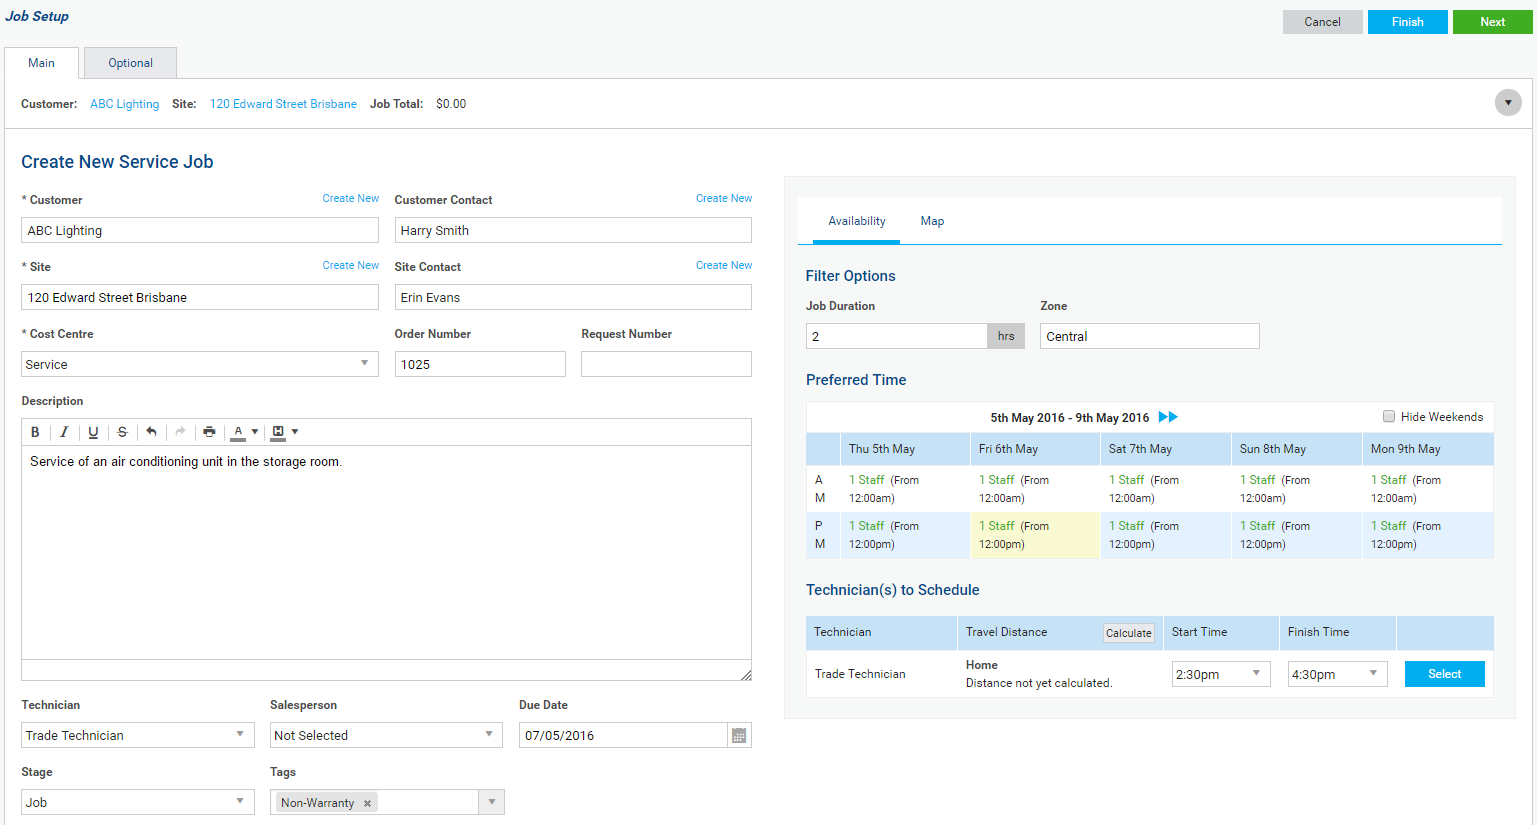 Job Setup
Cancel Finish Next
Main Optional
Customer: ABC Lighting Site: 120 Edward Street Brisbane Job Total: $0.00
Create New Service Job
* Customer Create New Customer Contact Create New
ABC Lighting Harry Smith
* Site Create New Site Contact Create New
120 Edward Street Brisbane Erin Evans
* Cost Centre Order Number Request Number
Service 1025
Description
B I U S A H
Service of an air conditioning unit in the storage room.
Technician Salesperson Due Date
Trade Technician Not Selected 07/05/2016
Stage Tags
Job Non-Warranty x
Availability Map
Filter Options
Job Duration Zone
2 hrs Central
Preferred Time
5th May 2016 - 9th May 2016 Hide Weekends
Thu 5th May Fri 6th May Sat 7th May Sun 8th May Mon 9th May
A 1 Staff (From 1 Staff (From 1 Staff (From 1 Staff (From 1 Staff (From
M 12:00am) 12:00am) 12:00am) 12:00am) 12:00am)
P 1 Staff (From 1 Staff (From 1 Staff (From 1 Staff (From 1 Staff (From
M 12:00pm) 12:00pm) 12:00pm) 12:00pm) 12:00pm)
Technician(s) to Schedule
Technician Travel Distance Calculate Start Time Finish Time
Trade Technician Home 2:30pm 4:30pm Select
Distance not yet calculated.